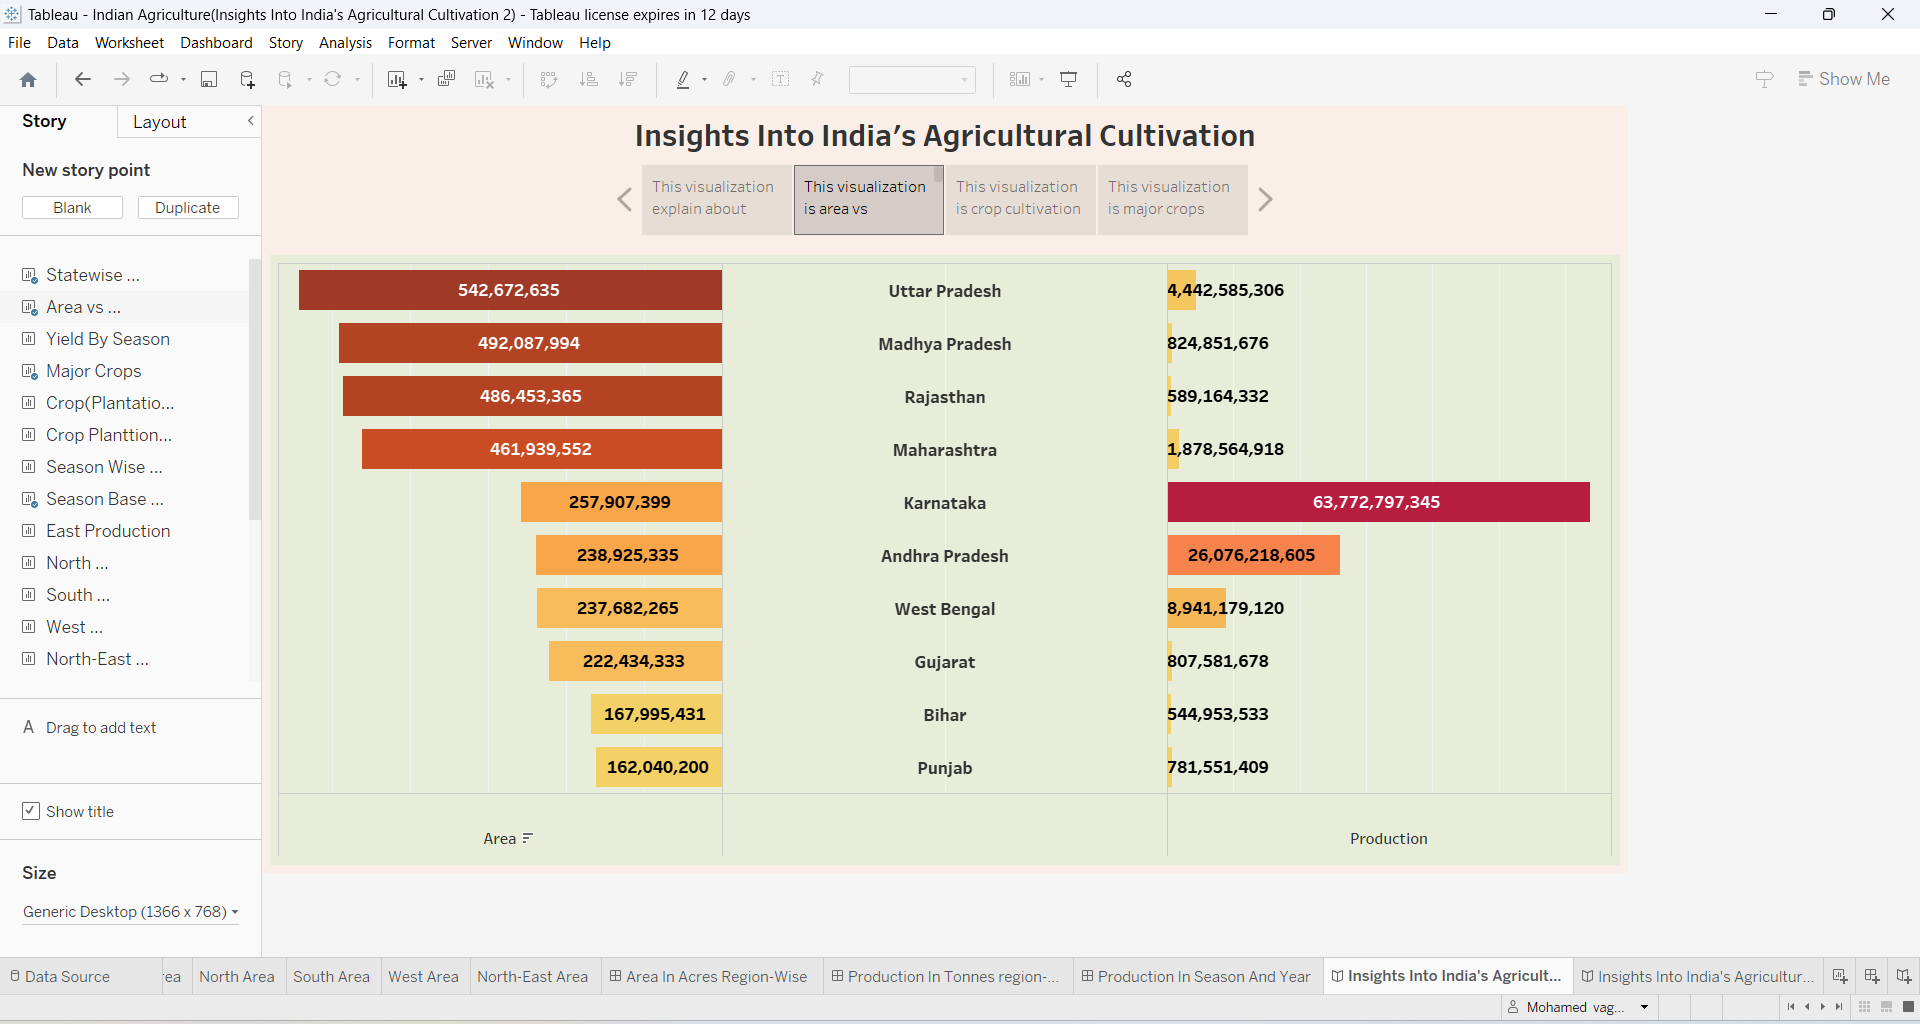 Tableau - Indian Agriculture(Insights Into India's Agricultural Cultivation 2) - Tableau license expires in 12 days
File Data Worksheet Dashboard Story Analysis Format Server Window Help
Show Me
Story Layout
New story point
Blank Duplicate
Statewise ...
Area vs ...
Yield By Season
Major Crops
Crop(Plantatio...
Crop Planttion...
Season Wise ...
Season Base ...
East Production
North ...
South ...
West ...
North-East ...
A Drag to add text
Show title
Size
Generic Desktop (1366 x 768)
Insights Into India’s Agricultural Cultivation
This visualization
explain about
This visualization
is area vs
This visualization
is crop cultivation
This visualization
is major crops
542,672,635 Uttar Pradesh 4,442,585,306
492,087,994 Madhya Pradesh 824,851,676
486,453,365 Rajasthan 589,164,332
461,939,552 Maharashtra 1,878,564,918
257,907,399 Karnataka 63,772,797,345
238,925,335 Andhra Pradesh 26,076,218,605
237,682,265 West Bengal 8,941,179,120
222,434,333 Gujarat 807,581,678
167,995,431 Bihar 544,953,533
162,040,200 Punjab 781,551,409
Area Production
Data Source rea North Area South Area West Area North-East Area Area In Acres Region-Wise Production In Tonnes region-... Production In Season And Year Insights Into India's Agricult... Insights Into India's Agricultur...
Mohamed vag...